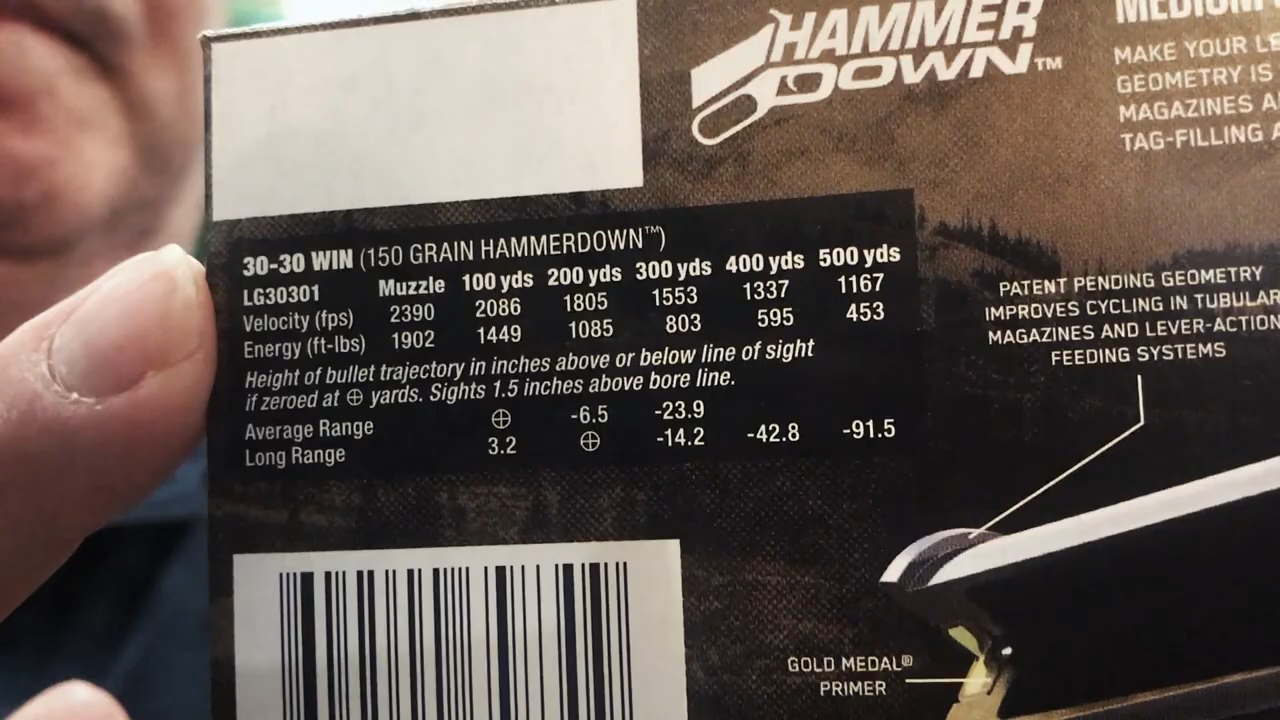 HAMMER
DOWN™
MAKE YOUR
GEOMETRY IS
MAGAZINES
TAG-FILLING
30-30 WIN (150 GRAIN HAMMERDOWN™)
LG30301 Muzzle 100 yds 200 yds 300 yds 400 yds 500 yds
Velocity (fps) 2390 2086 1805 1553 1337 1167
Energy (ft-lbs) 1902 1449 1085 803 595 453
Height of bullet trajectory in inches above or below line of sight
if zeroed at ⊕ yards. Sights 1.5 inches above bore line.
Average Range ⊕ -6.5 -23.9
Long Range 3.2 ⊕ -14.2 -42.8 -91.5
PATENT PENDING GEOMETRY
IMPROVES CYCLING IN TUBULAR
MAGAZINES AND LEVER-ACTION
FEEDING SYSTEMS
GOLD MEDAL®
PRIMER